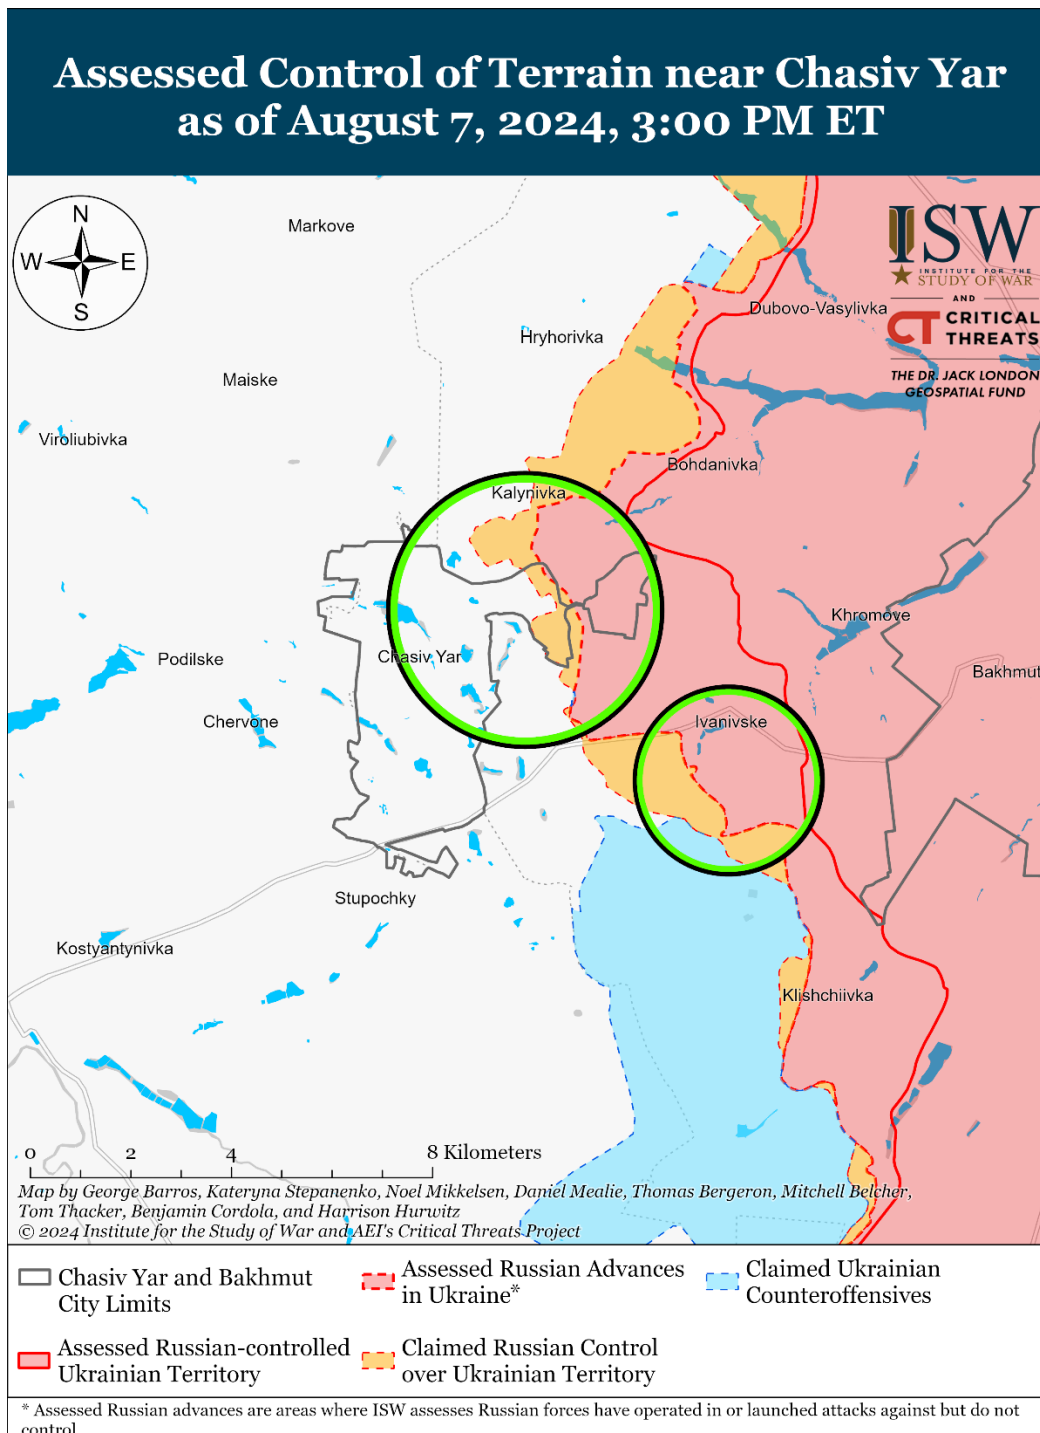 Assessed Control of Terrain near Chasiv Yar
as of August 7, 2024, 3:00 PM ET
N
W E
S
ISW
INSTITUTE FOR THE
STUDY OF WAR
AND
CT CRITICAL
THREATS
THE DR. JACK LONDON
GEOSPATIAL FUND
Markove
Dubovo-Vasylivka
Hryhorivka
Maiske
Viroliubivka
Bohdanivka
Kalynivka
Khromove
Chasiv Yar
Podilske
Bakhmut
Chervone
Ivanivske
Stupochky
Kostyantynivka
Klishchiivka
0 2 4 8 Kilometers
Map by George Barros, Kateryna Stepanenko, Noel Mikkelsen, Daniel Mealie, Thomas Bergeron, Mitchell Belcher,
Tom Thacker, Benjamin Cordola, and Harrison Hurwitz
© 2024 Institute for the Study of War and AEI's Critical Threats Project
Chasiv Yar and Bakhmut
City Limits
Assessed Russian Advances
in Ukraine*
Claimed Ukrainian
Counteroffensives
Assessed Russian-controlled
Ukrainian Territory
Claimed Russian Control
over Ukrainian Territory
* Assessed Russian advances are areas where ISW assesses Russian forces have operated in or launched attacks against but do not
control